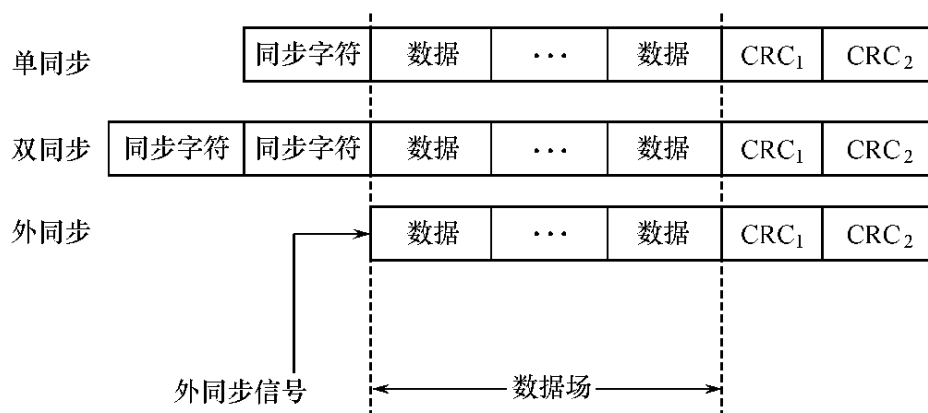 单同步 同步字符 数据 ··· 数据 CRC₁ CRC₂
双同步 同步字符 同步字符 数据 ··· 数据 CRC₁ CRC₂
外同步 数据 ··· 数据 CRC₁ CRC₂
外同步信号 数据场